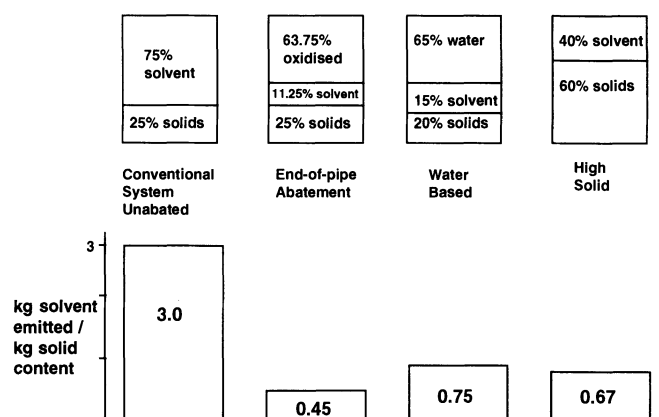 75%
solvent
25% solids
63.75%
oxidised
11.25% solvent
25% solids
65% water
15% solvent
20% solids
40% solvent
60% solids
Conventional
System
Unabated
End-of-pipe
Abatement
Water
Based
High
Solid
3
kg solvent
emitted /
kg solid
content
3.0
0.45
0.75
0.67